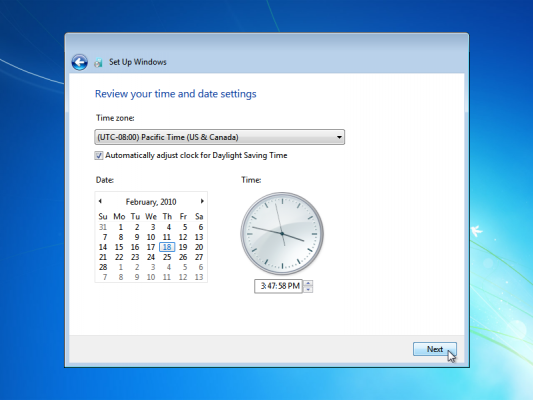 Set Up Windows
Review your time and date settings
Time zone:
(UTC-08:00) Pacific Time (US & Canada)
Automatically adjust clock for Daylight Saving Time
Date:
Time:
February, 2010
Su Mo Tu We Th Fr Sa
31 1 2 3 4 5 6
7 8 9 10 11 12 13
14 15 16 17 18 19 20
21 22 23 24 25 26 27
28 1 2 3 4 5 6
7 8 9 10 11 12 13
3:47:58 PM
Next